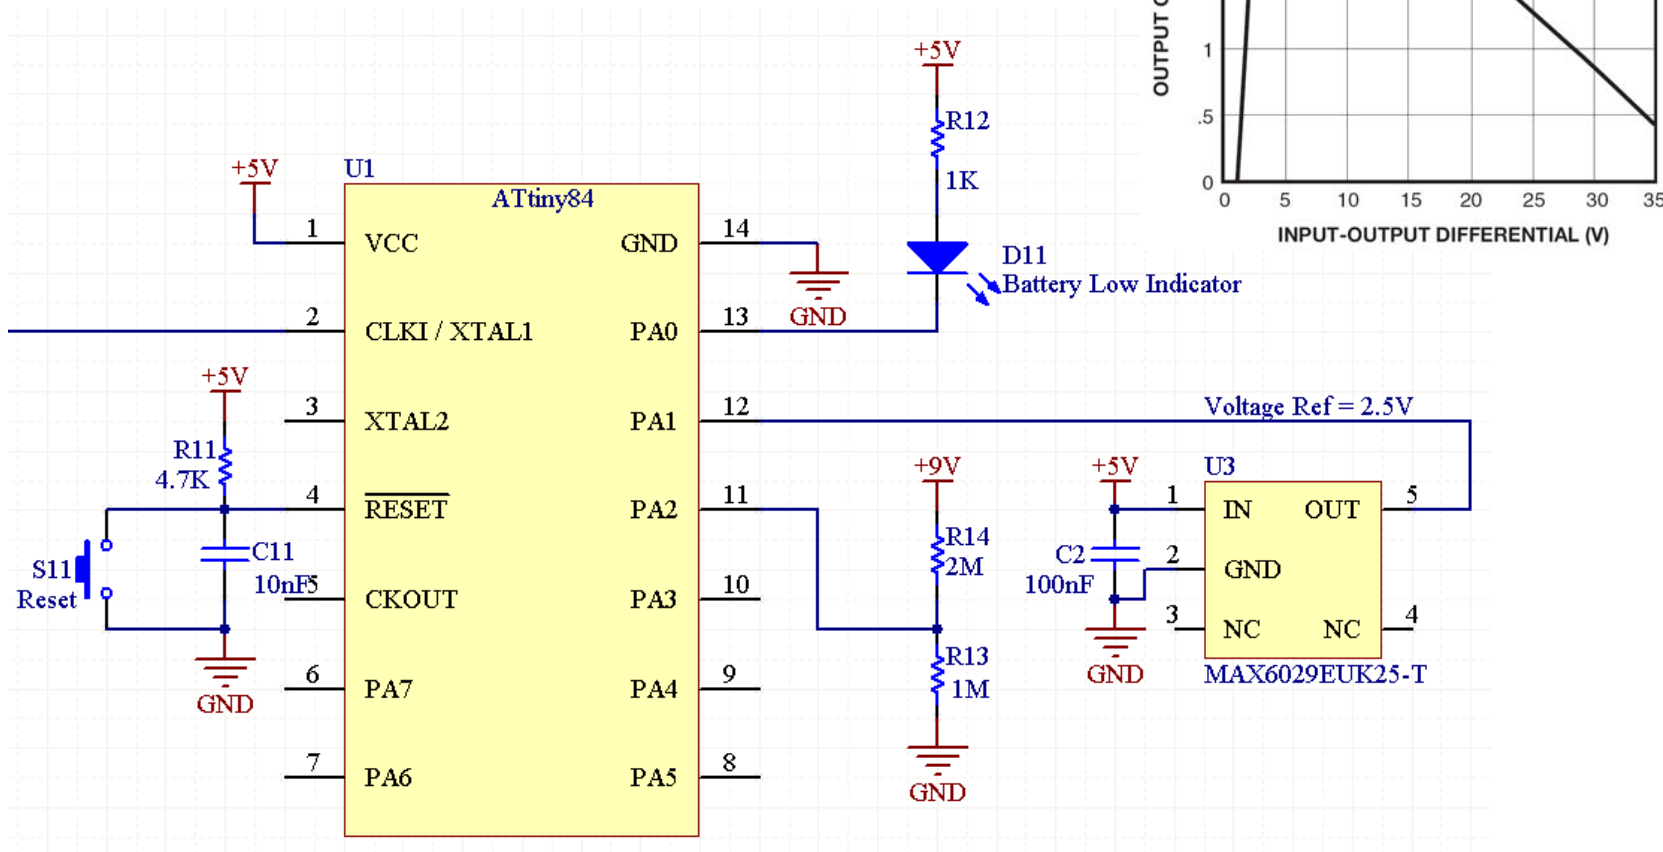 +5V
R12
1K
D11
Battery Low Indicator
OUTPUT
1
.5
0
0 5 10 15 20 25 30 35
INPUT-OUTPUT DIFFERENTIAL (V)
+5V
U1
ATtiny84
1 VCC
GND 14
GND
2 CLKI / XTAL1
PA0 13
+5V
R11
4.7K
3 XTAL2
PA1 12
Voltage Ref = 2.5V
4 RESET
PA2 11
S11
Reset
C11
10nF
5 CKOUT
PA3 10
GND
6 PA7
PA4 9
7 PA6
PA5 8
+9V
R14
2M
R13
1M
GND
+5V
C2
100nF
GND
U3
1 IN
OUT 5
2 GND
3 NC
NC 4
MAX6029EUK25-T